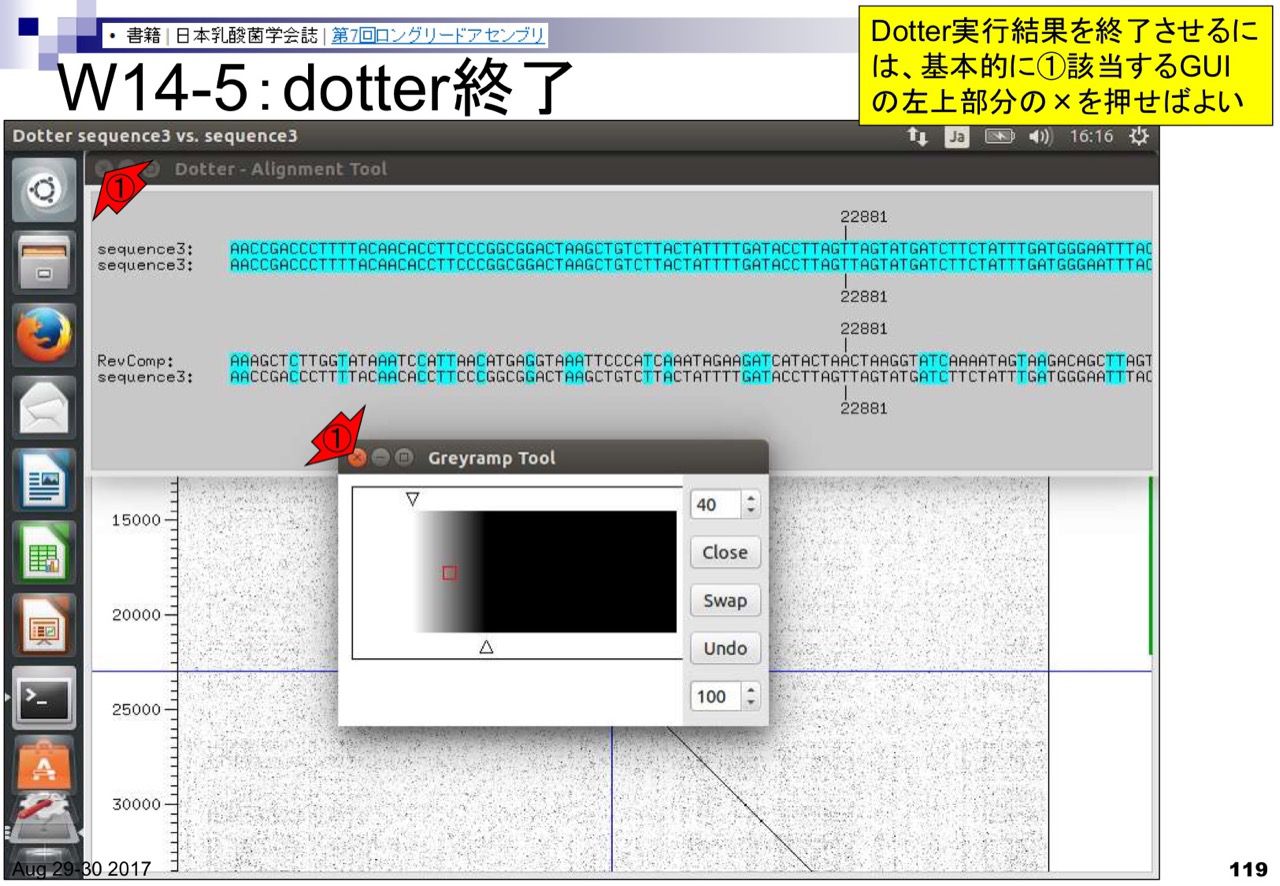 • 書籍 | 日本乳酸菌学会誌 | 第7回ロングリードアセンブリ
W14-5：dotter終了
Dotter実行結果を終了させるに
は、基本的に①該当するGUI
の左上部分の×を押せばよい
Dotter sequence3 vs. sequence3
Ja
16:16
Dotter - Alignment Tool
①
22881
sequence3: AACCGACCCTTTTACAACACCTTCCCGGCGGACTAAGCTGTCTTACTATTTTGATACCTTAGTTAGTATGATCTTCTATTTGATGGGAATTTAC
sequence3: AACCGACCCTTTTACAACACCTTCCCGGCGGACTAAGCTGTCTTACTATTTTGATACCTTAGTTAGTATGATCTTCTATTTGATGGGAATTTAC
22881
22881
RevComp: AAAGCTCTTGGTATAAATCCATTAACATGAGGTAAATTCCCATCAAATAGAAGATCATACTAACTAAGGTATCAAAATAGTAAGACAGCTTAGT
sequence3: AACCGACCCTTTTACAACACCTTCCCGGCGGACTAAGCTGTCTTACTATTTTGATACCTTAGTTAGTATGATCTTCTATTTGATGGGAATTTAC
22881
①
Greyramp Tool
40
Close
Swap
Undo
100
15000
20000
25000
30000
Aug 29-30 2017
119